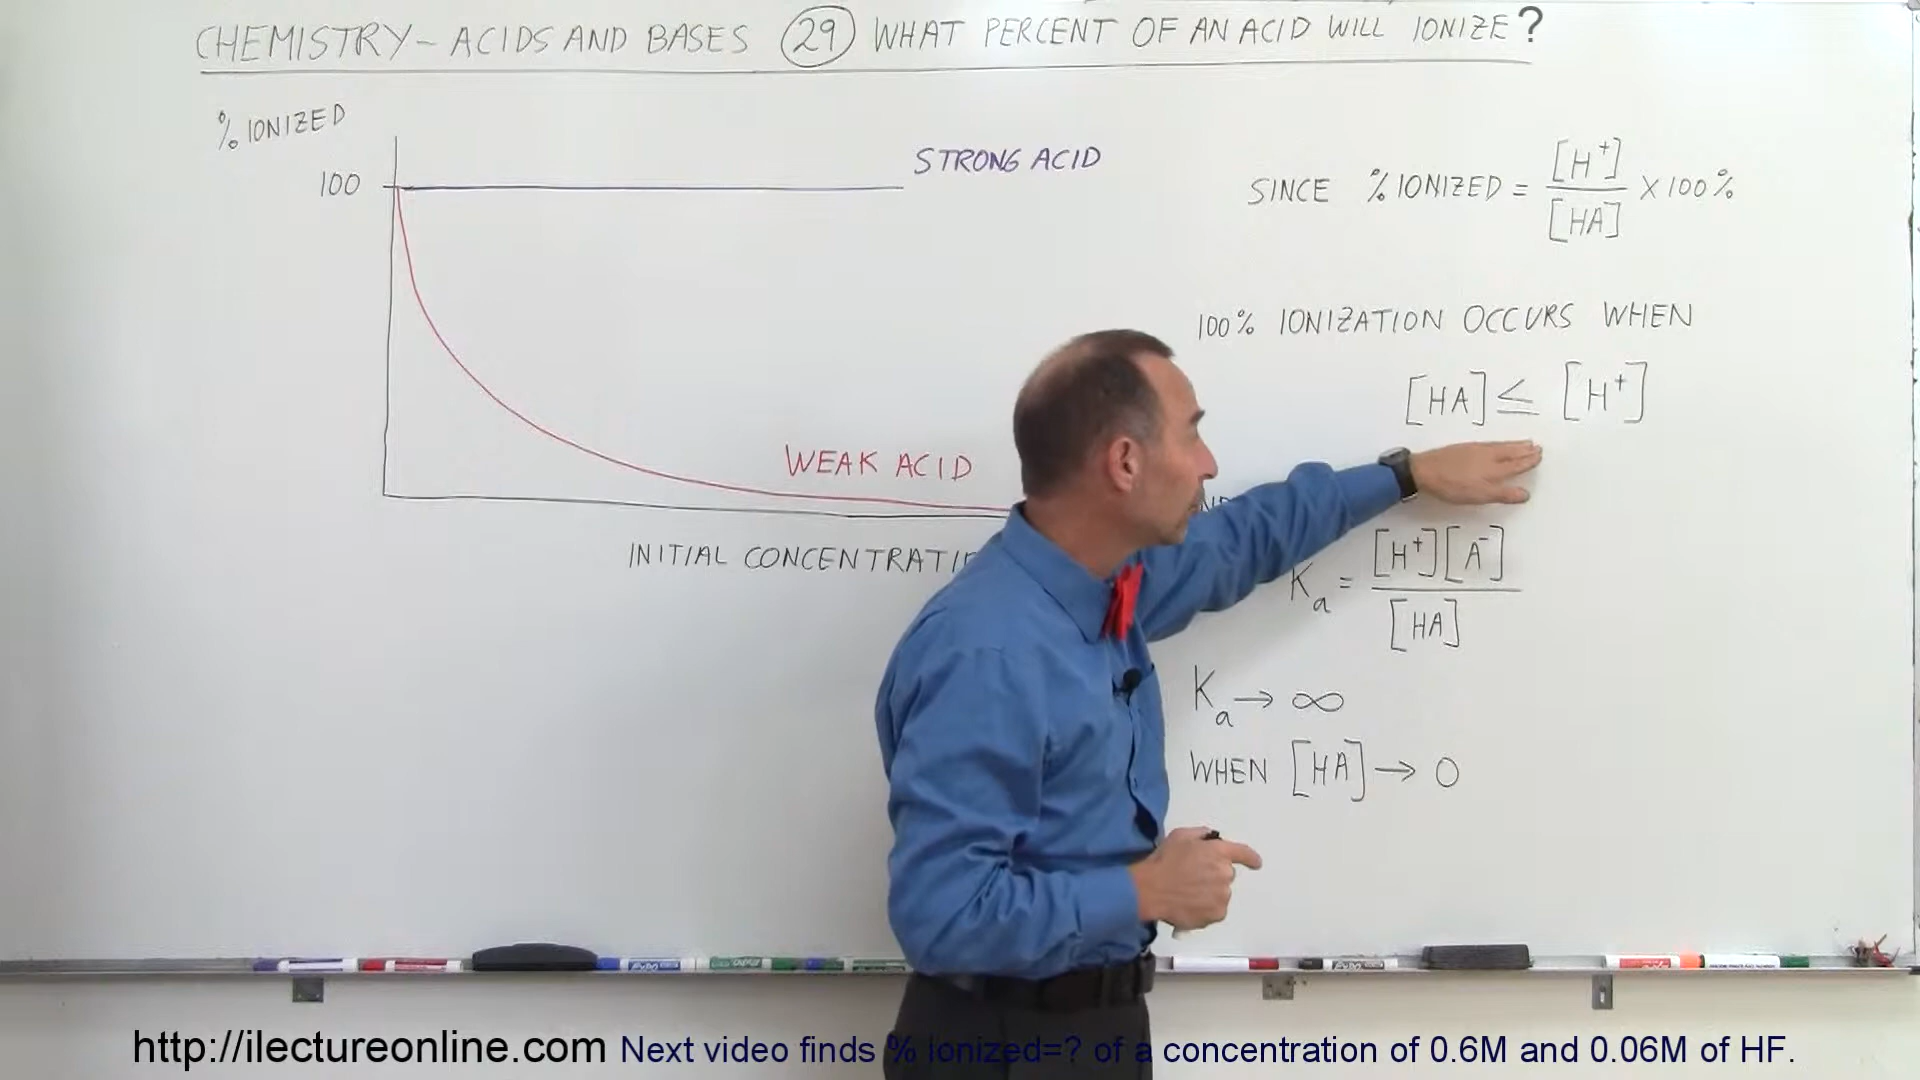 CHEMISTRY – ACIDS AND BASES (29) WHAT PERCENT OF AN ACID WILL IONIZE?
% IONIZED
100
STRONG ACID
WEAK ACID
INITIAL
SINCE % IONIZED = [H⁺] / [HA] X 100%
100% IONIZATION OCCURS WHEN
[HA] ≤ [H⁺]
Kₐ = [H⁺][A⁻] / [HA]
Kₐ → ∞
WHEN [HA] → 0
http://ilectureonline.com Next video finds % ionized=? of a concentration of 0.6M and 0.06M of HF.